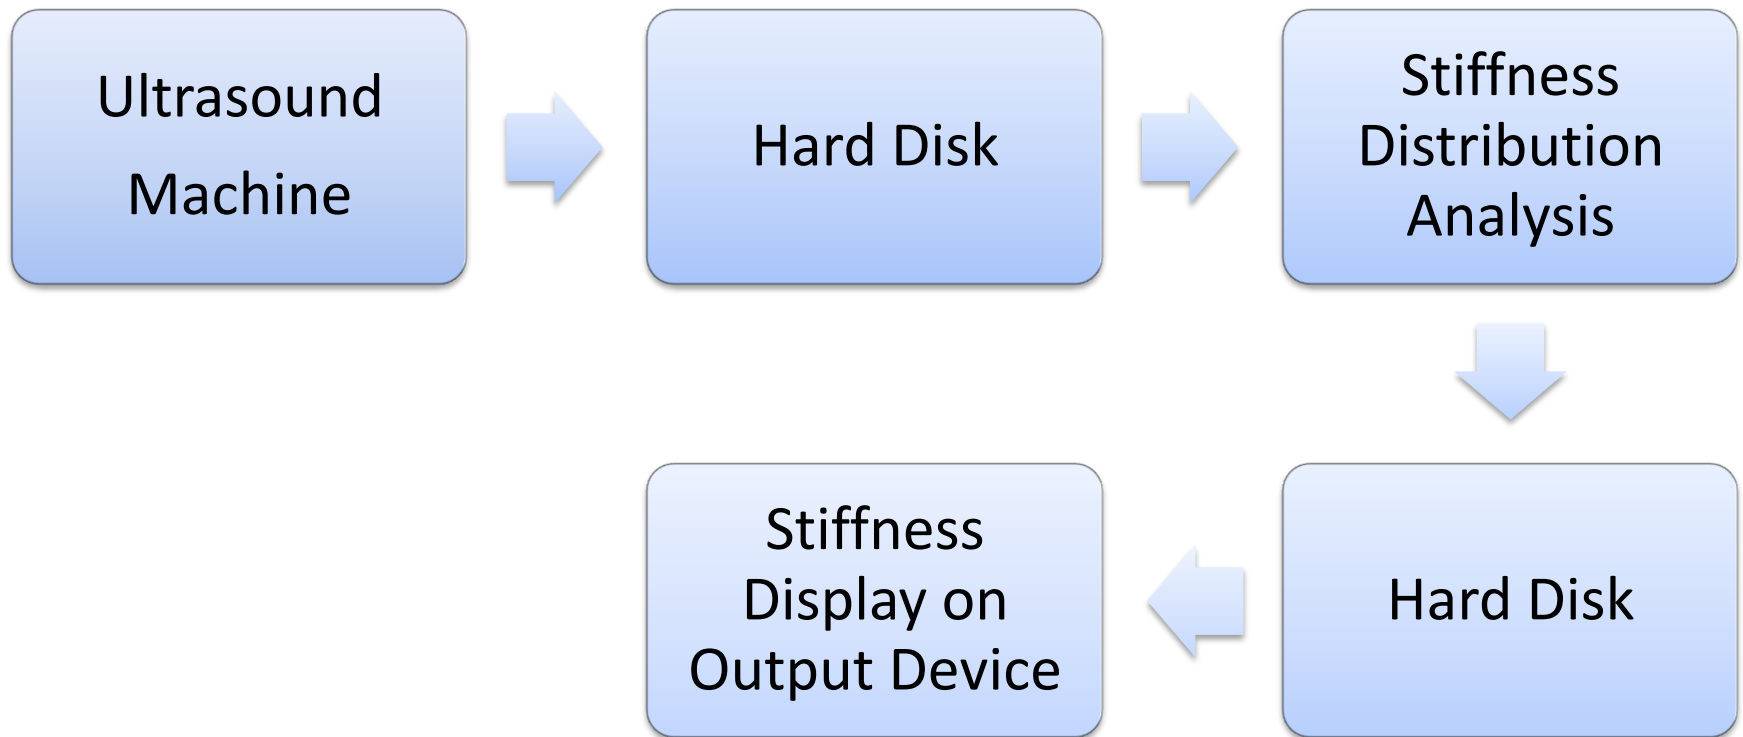 Ultrasound
Machine
Hard Disk
Stiffness
Distribution
Analysis
Hard Disk
Stiffness
Display on
Output Device